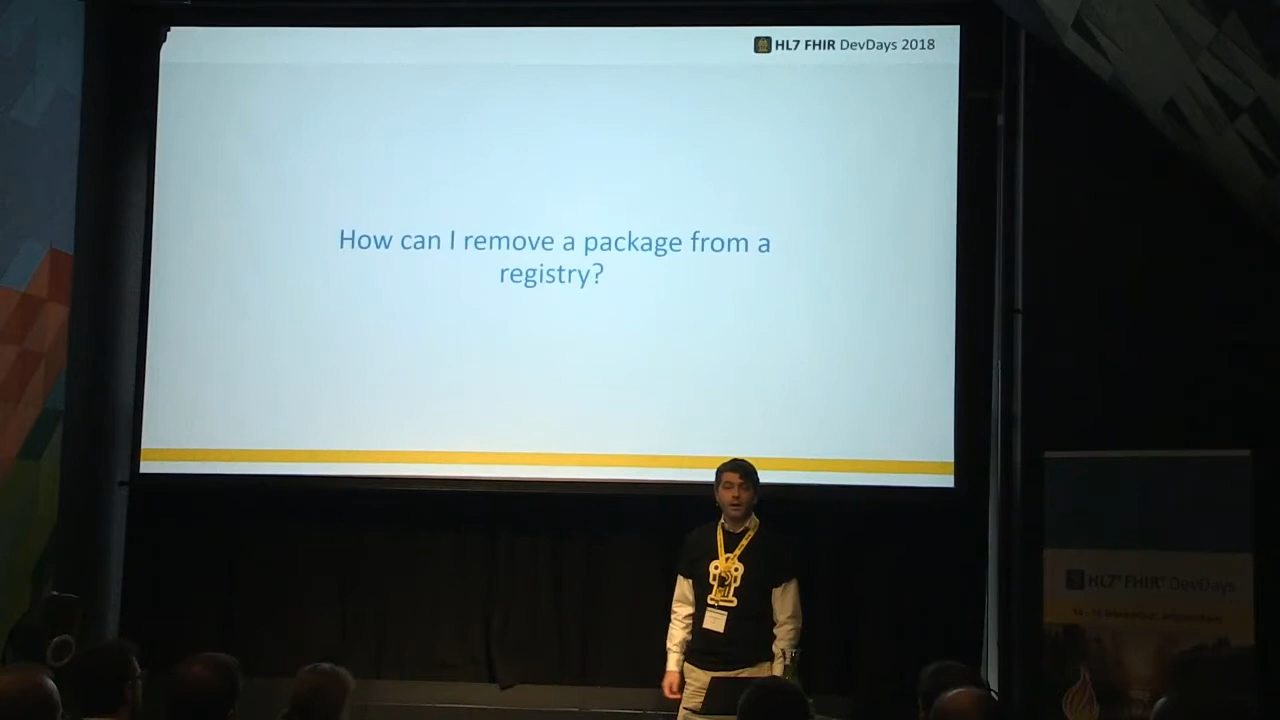 HL7 FHIR DevDays 2018
How can I remove a package from a
registry?
HL7® FHIR® DevDays